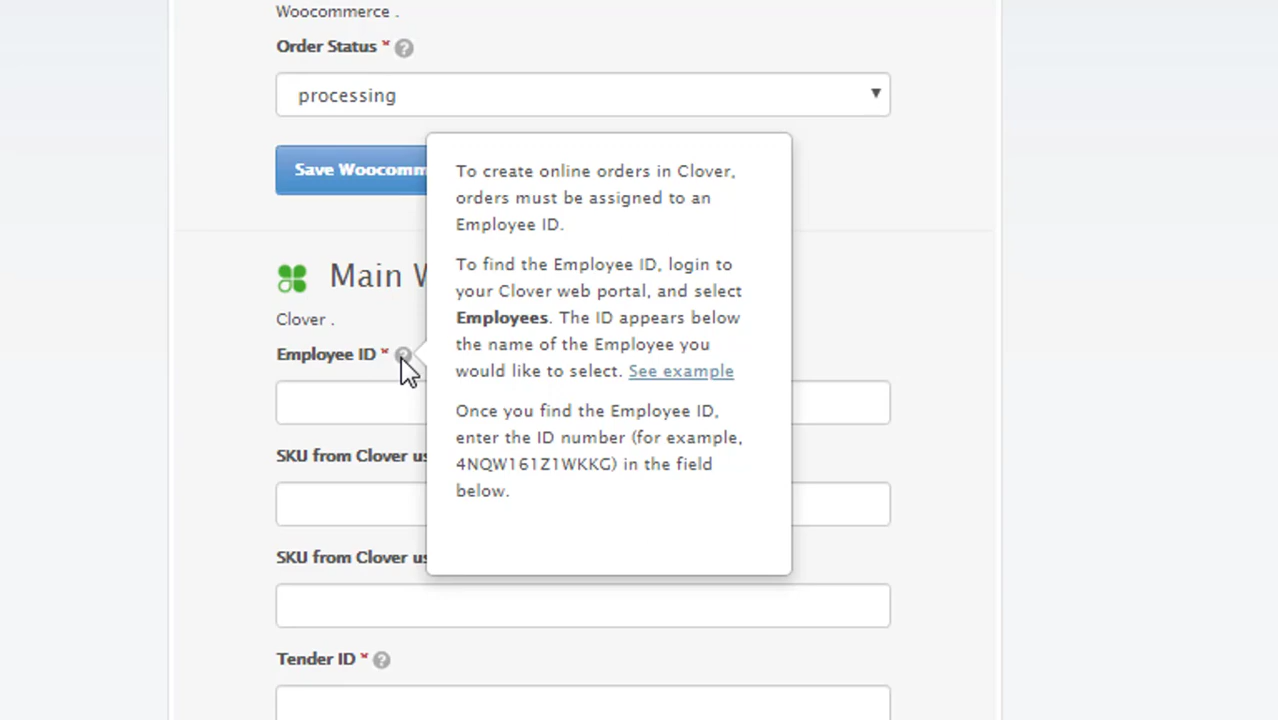 Woocommerce .
Order Status *
processing
Save Woocomm
To create online orders in Clover,
orders must be assigned to an
Employee ID.
To find the Employee ID, login to
your Clover web portal, and select
Employees. The ID appears below
the name of the Employee you
would like to select. See example
Once you find the Employee ID,
enter the ID number (for example,
4NQW161Z1WKKG) in the field
below.
Main W
Clover .
Employee ID * ?
SKU from Clover us
SKU from Clover us
Tender ID * ?